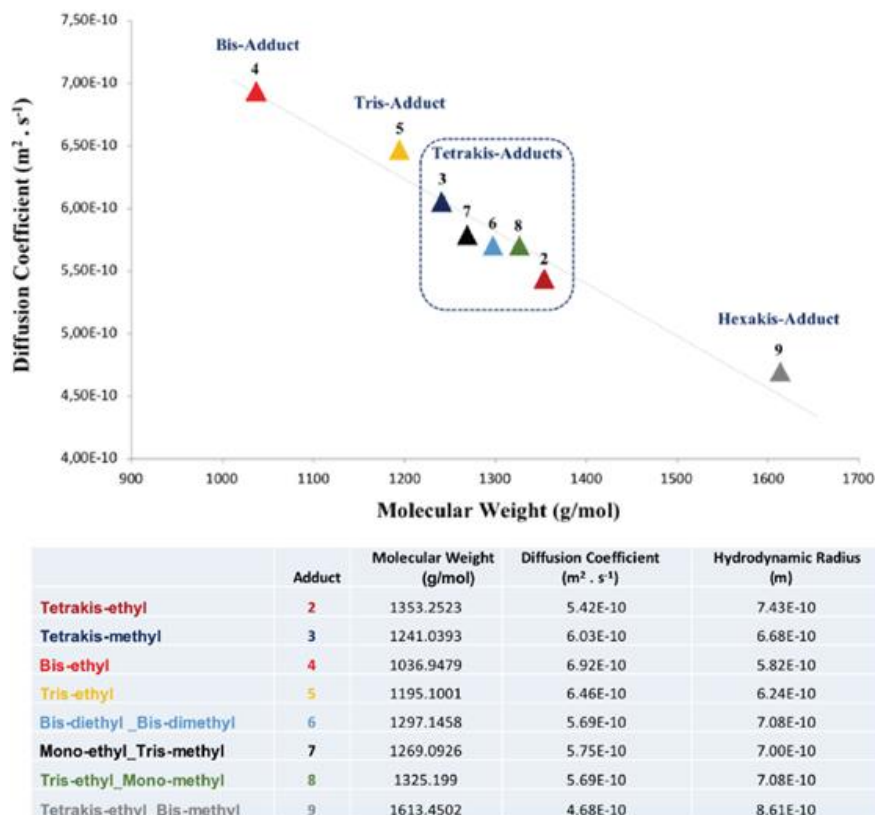 7,50E-10
7,00E-10
6,50E-10
6,00E-10
5,50E-10
5,00E-10
4,50E-10
4,00E-10
Diffusion Coefficient (m² . s⁻¹)
Bis-Adduct
4
Tris-Adduct
5
Tetrakis-Adducts
3
7
6
8
2
Hexakis-Adduct
9
900 1000 1100 1200 1300 1400 1500 1600 1700
Molecular Weight (g/mol)
Adduct Molecular Weight (g/mol) Diffusion Coefficient (m² . s⁻¹) Hydrodynamic Radius (m)
Tetrakis-ethyl 2 1353.2523 5.42E-10 7.43E-10
Tetrakis-methyl 3 1241.0393 6.03E-10 6.68E-10
Bis-ethyl 4 1036.9479 6.92E-10 5.82E-10
Tris-ethyl 5 1195.1001 6.46E-10 6.24E-10
Bis-diethyl _Bis-dimethyl 6 1297.1458 5.69E-10 7.08E-10
Mono-ethyl_Tris-methyl 7 1269.0926 5.75E-10 7.00E-10
Tris-ethyl_Mono-methyl 8 1325.199 5.69E-10 7.08E-10
Tetrakis-ethyl_Bis-methyl 9 1613.4502 4.68E-10 8.61E-10